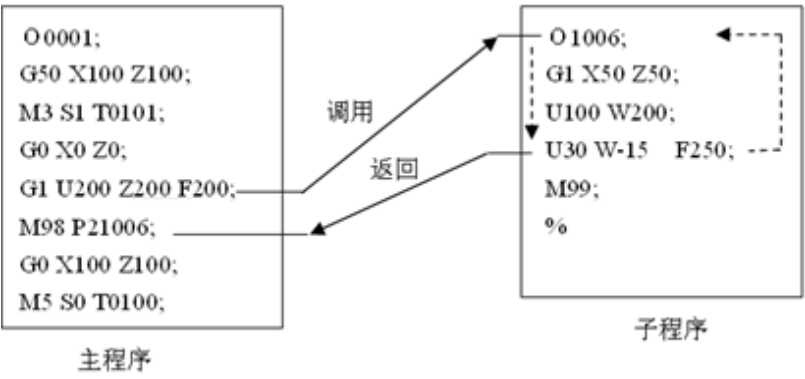 O0001;
G50 X100 Z100;
M3 S1 T0101;
G0 X0 Z0;
G1 U200 Z200 F200;
M98 P21006;
G0 X100 Z100;
M5 S0 T0100;
主程序
调用
返回
O1006;
G1 X50 Z50;
U100 W200;
U30 W-15 F250;
M99;
%
子程序